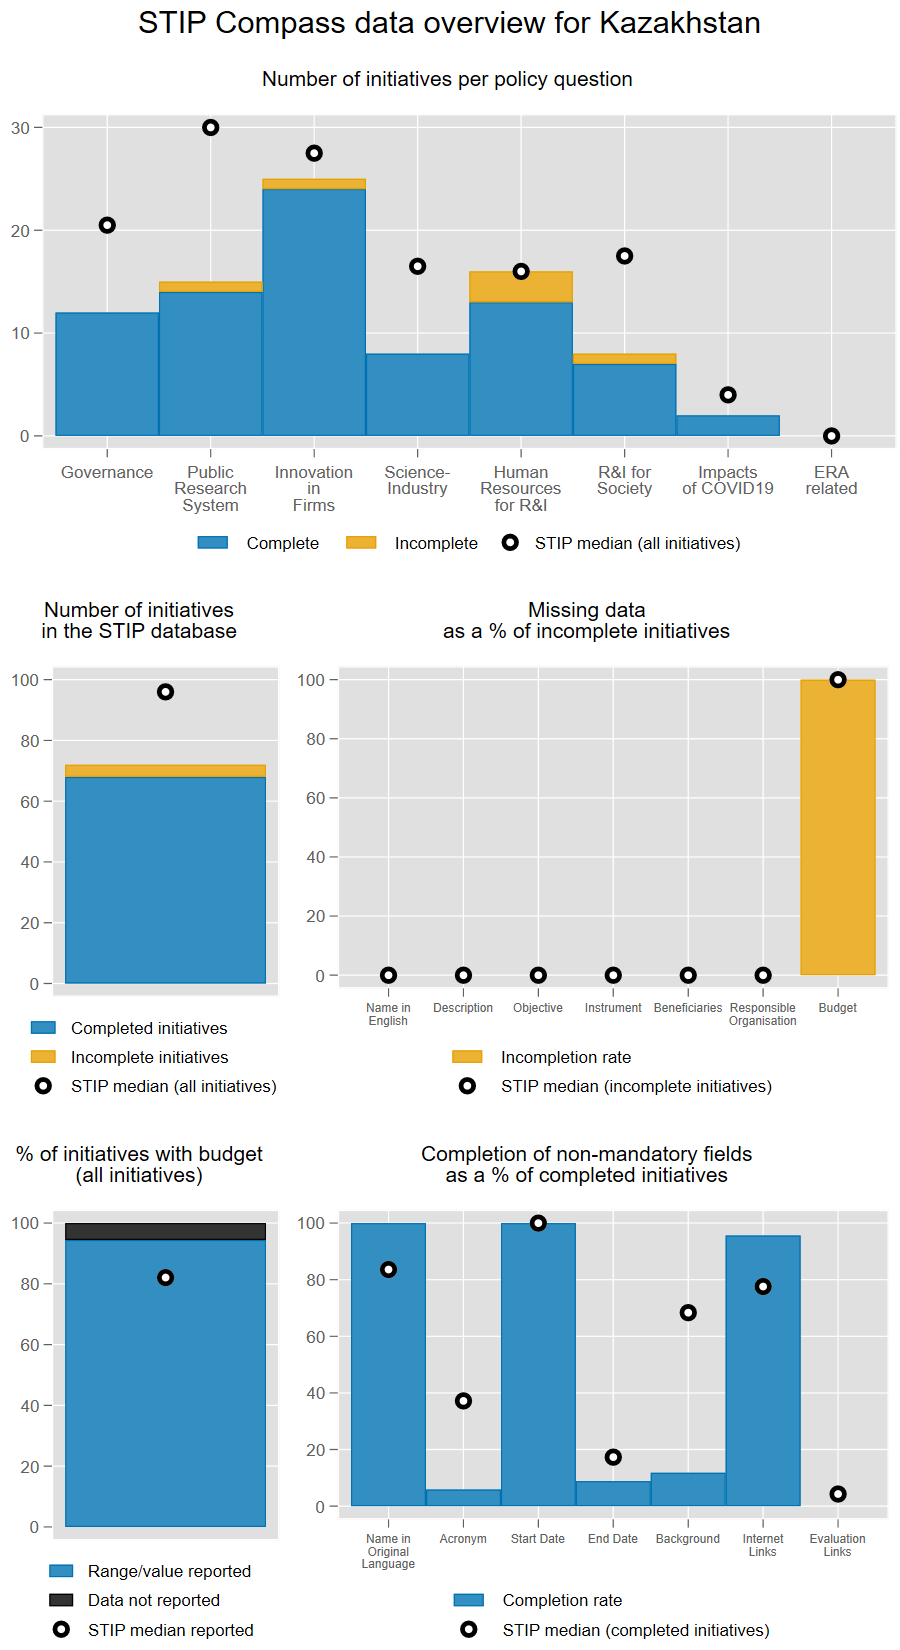 STIP Compass data overview for Kazakhstan
Number of initiatives per policy question
30
20
10
0
Governance
Public
Research
System
Innovation
in
Firms
Science-
Industry
Human
Resources
for R&I
R&I for
Society
Impacts
of COVID19
ERA
related
Complete
Incomplete
STIP median (all initiatives)
Number of initiatives
in the STIP database
100
80
60
40
20
0
Completed initiatives
Incomplete initiatives
STIP median (all initiatives)
Missing data
as a % of incomplete initiatives
100
80
60
40
20
0
Name in
English
Description
Objective
Instrument
Beneficiaries
Responsible
Organisation
Budget
Incompletion rate
STIP median (incomplete initiatives)
% of initiatives with budget
(all initiatives)
100
80
60
40
20
0
Range/value reported
Data not reported
STIP median reported
Completion of non-mandatory fields
as a % of completed initiatives
100
80
60
40
20
0
Name in
Original
Language
Acronym
Start Date
End Date
Background
Internet
Links
Evaluation
Links
Completion rate
STIP median (completed initiatives)